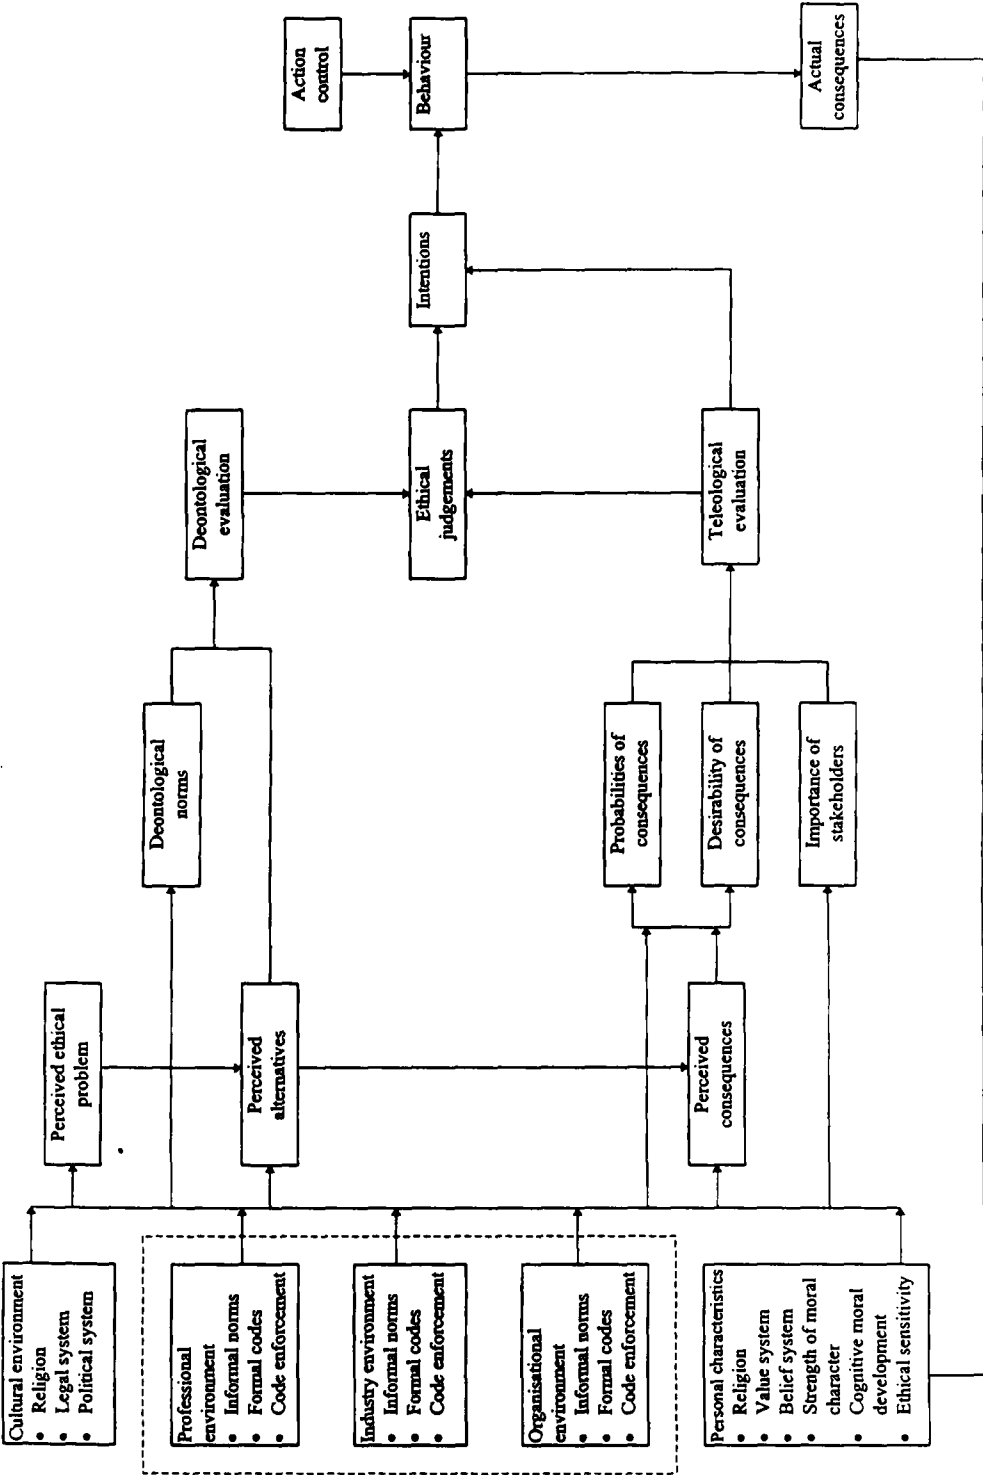 Cultural environment
• Religion
• Legal system
• Political system
Professional
environment
• Informal norms
• Formal codes
• Code enforcement
Industry environment
• Informal norms
• Formal codes
• Code enforcement
Organisational
environment
• Informal norms
• Formal codes
• Code enforcement
Personal characteristics
• Religion
• Value system
• Belief system
• Strength of moral
character
• Cognitive moral
development
• Ethical sensitivity
Perceived ethical
problem
Perceived
alternatives
Perceived
consequences
Deontological
norms
Probabilities of
consequences
Desirability of
consequences
Importance of
stakeholders
Deontological
evaluation
Ethical
judgements
Teleological
evaluation
Intentions
Action
control
Behaviour
Actual
consequences